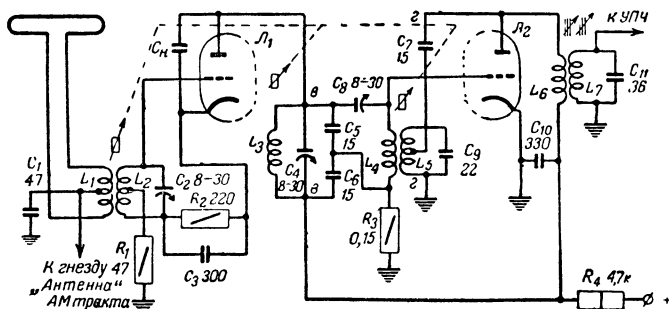 К УПЧ
Л₁
Л₂
Cн
г
C₇
15
в
C₈ 8÷30
L₆
L₇
C₁₁
36
L₃
C₅
15
C₄
8-30
C₆
15
в
L₄
L₅
C₉
22
г
C₁₀
330
C₁
47
L₁
L₂
C₂ 8÷30
R₂ 220
C₃ 300
R₁
47
К гнезду
„Антенна"
АМ тракта
R₃
0,15
R₄ 4,7к
+